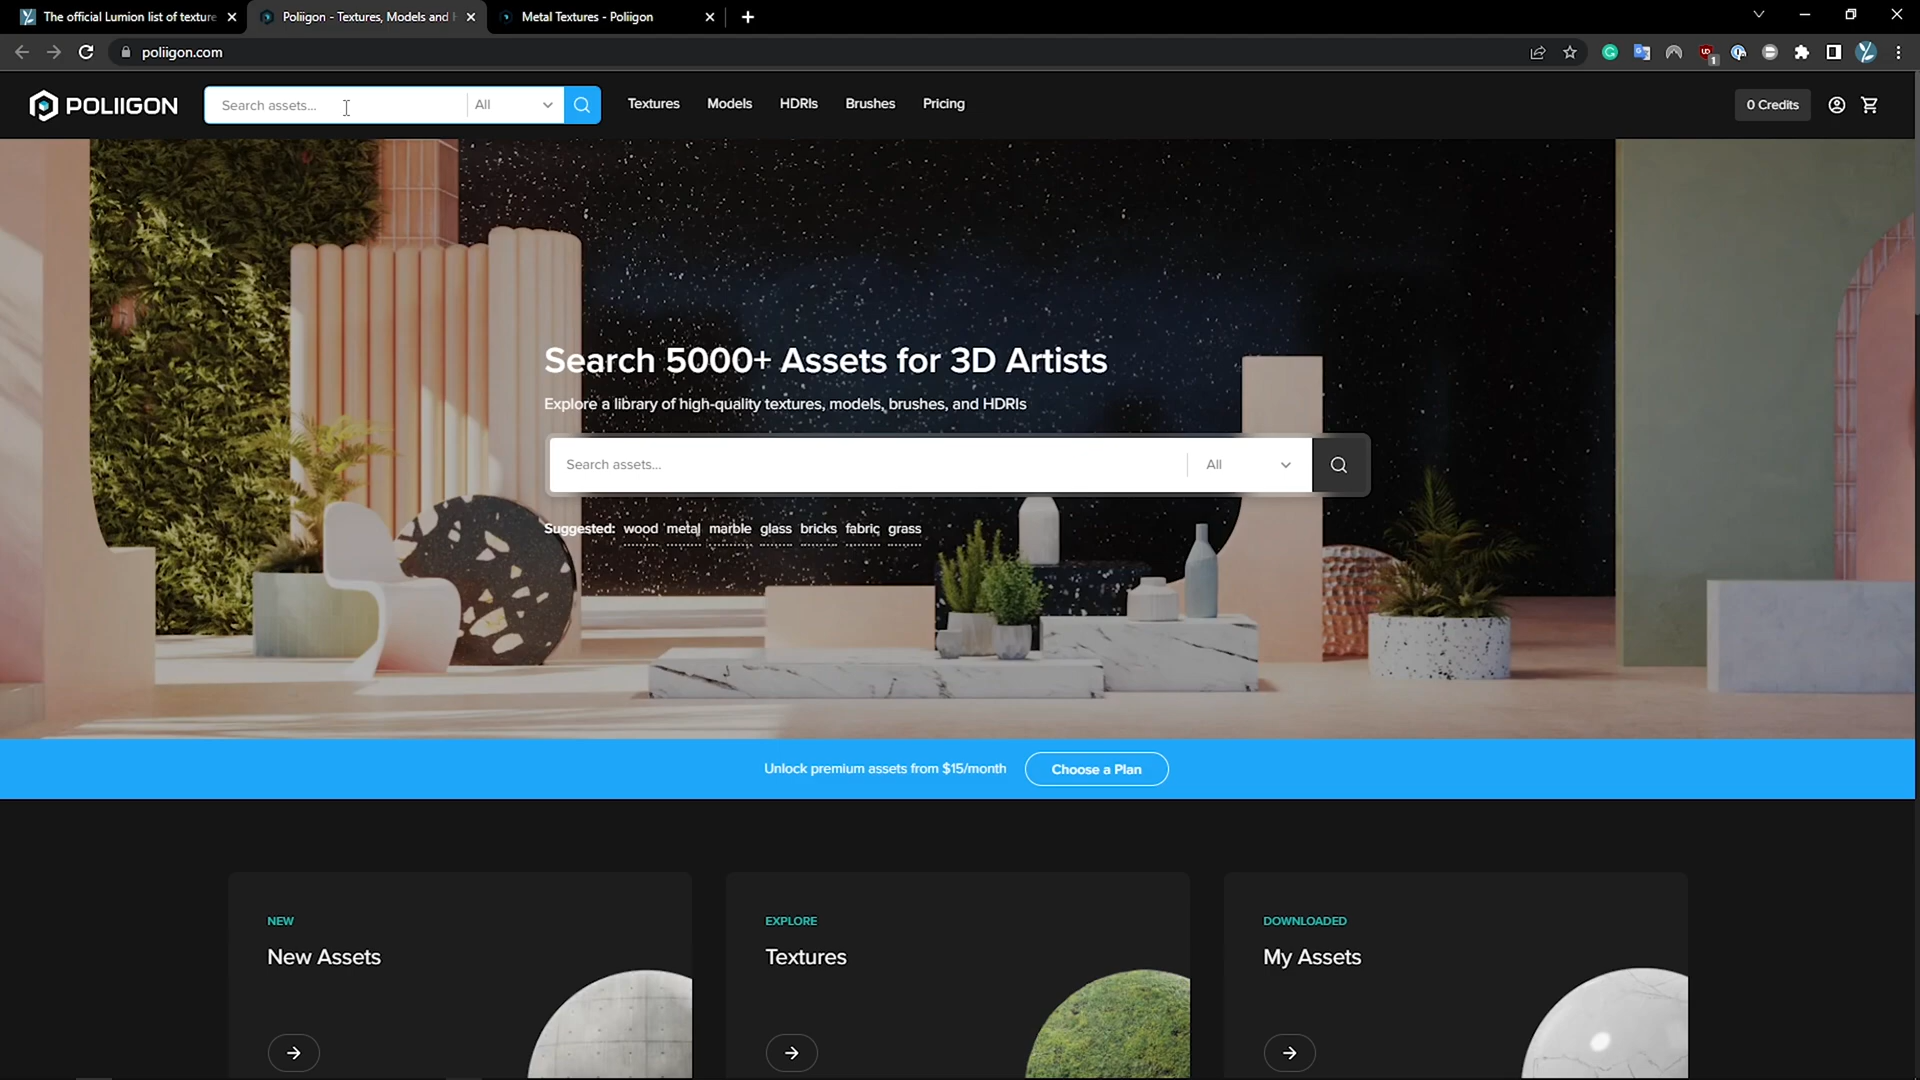 The official Lumion list of texture
Poliigon - Textures, Models and H
Metal Textures - Poliigon
poliigon.com
1
POLIIGON
Search assets...
All
Textures
Models
HDRIs
Brushes
Pricing
0 Credits
Search 5000+ Assets for 3D Artists
Explore a library of high-quality textures, models, brushes, and HDRIs
Search assets...
All
Suggested: wood metal marble glass bricks fabric grass
Unlock premium assets from $15/month
Choose a Plan
NEW
New Assets
EXPLORE
Textures
DOWNLOADED
My Assets